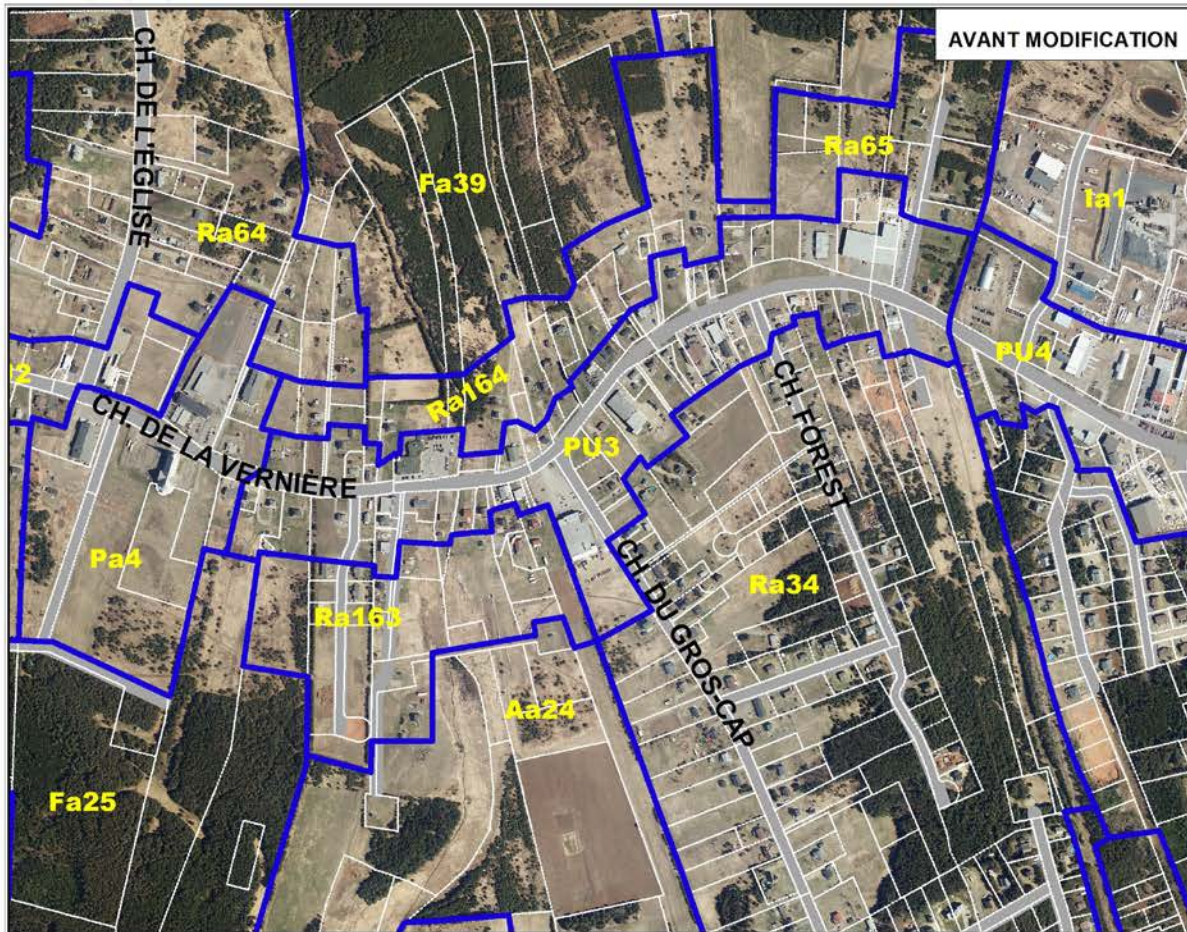 AVANT MODIFICATION
CH. DE L'ÉGLISE
Fa39
Ra65
Ia1
Ra64
PU4
Ra164
CH. DE LA VERNIÈRE
PU3
CH. FOREST
Pa4
Ra163
CH. DU GROS-CAP
Ra34
Aa24
Fa25